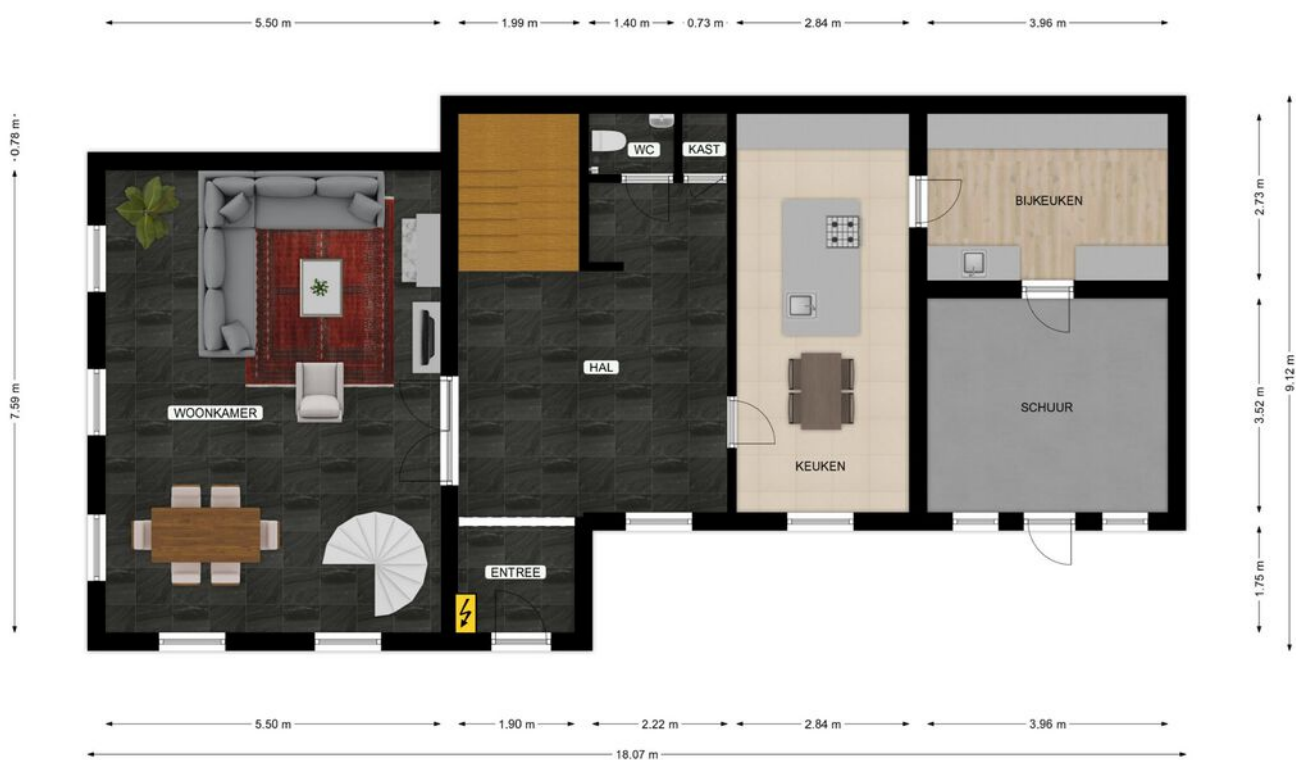 5.50 m
1.99 m
1.40 m
0.73 m
2.84 m
3.96 m
0.78 m
7.59 m
WC
KAST
BIJKEUKEN
HAL
WOONKAMER
SCHUUR
KEUKEN
ENTREE
2.73 m
3.52 m
1.75 m
9.12 m
5.50 m
1.90 m
2.22 m
2.84 m
3.96 m
18.07 m